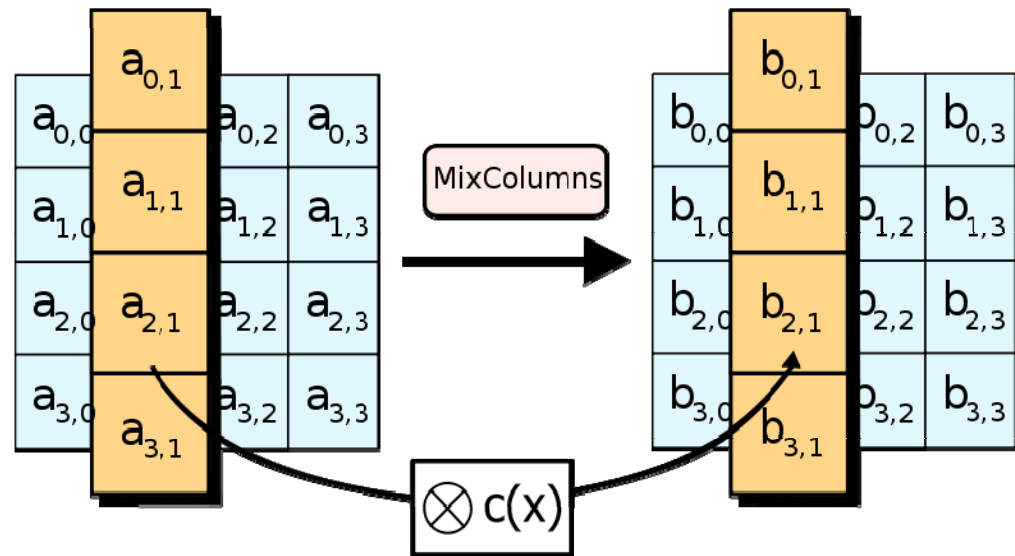 a0,0 a0,1 a0,2 a0,3
a1,0 a1,1 a1,2 a1,3
a2,0 a2,1 a2,2 a2,3
a3,0 a3,1 a3,2 a3,3
MixColumns
b0,0 b0,1 b0,2 b0,3
b1,0 b1,1 b1,2 b1,3
b2,0 b2,1 b2,2 b2,3
b3,0 b3,1 b3,2 b3,3
⊗ c(x)